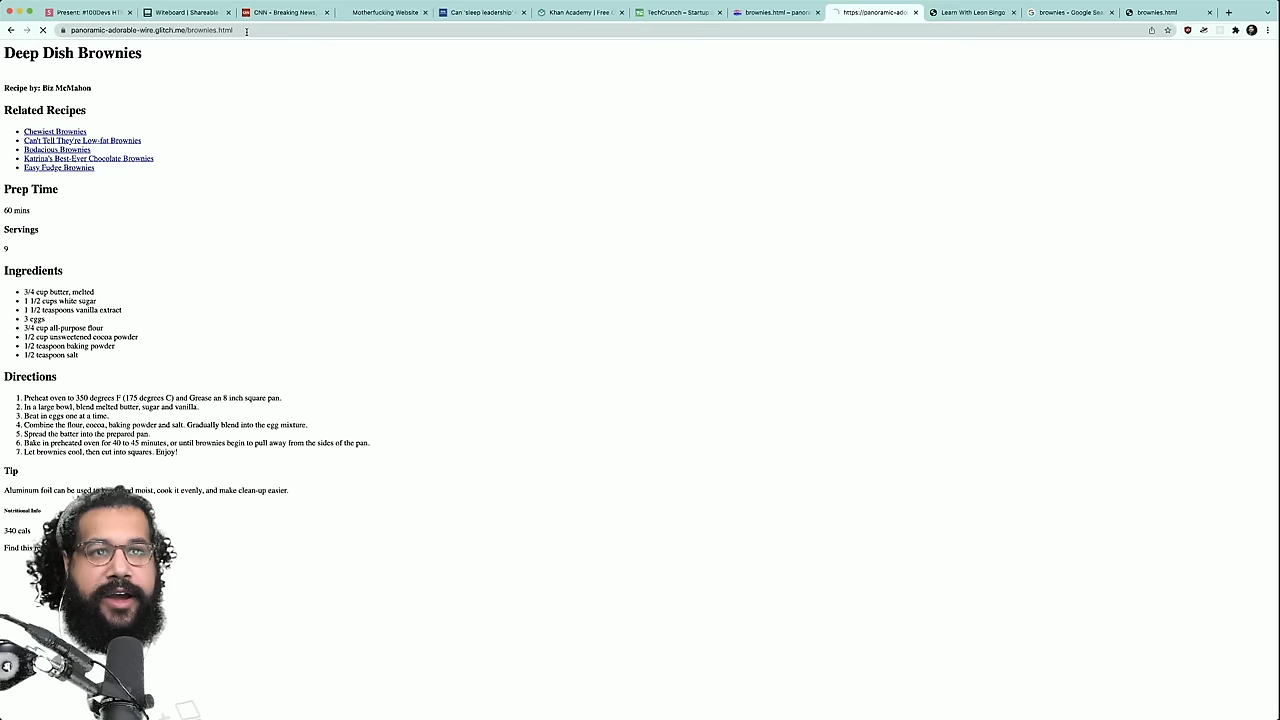 Present: #100Devs HT
Witeboard | Shareable
CNN - Breaking News,
Motherfucking Website
Can sleep leadership
Khan Academy | Free
TechCrunch – Startu
brownies.html – pano
https://panoramic-ado
Learn With Leon Bingo
brownies - Google Sea
brownies.html
panoramic-adorable-wire.glitch.me/brownies.html
Deep Dish Brownies
Recipe by: Biz McMahon
Related Recipes
Chewiest Brownies
Can't Tell They're Low-fat Brownies
Bodacious Brownies
Katrina's Best-Ever Chocolate Brownies
Easy Fudge Brownies
Prep Time
60 mins
Servings
9
Ingredients
3/4 cup butter, melted
1 1/2 cups white sugar
1 1/2 teaspoons vanilla extract
3 eggs
3/4 cup all-purpose flour
1/2 cup unsweetened cocoa powder
1/2 teaspoon baking powder
1/2 teaspoon salt
Directions
1. Preheat oven to 350 degrees F (175 degrees C) and Grease an 8 inch square pan.
2. In a large bowl, blend melted butter, sugar and vanilla.
3. Beat in eggs one at a time.
4. Combine the flour, cocoa, baking powder and salt. Gradually blend into the egg mixture.
5. Spread the batter into the prepared pan.
6. Bake in preheated oven for 40 to 45 minutes, or until brownies begin to pull away from the sides of the pan.
7. Let brownies cool, then cut into squares. Enjoy!
Tip
Aluminum foil can be used to moist, cook it evenly, and make clean-up easier.
Nutritional Info
340 cals
Find this